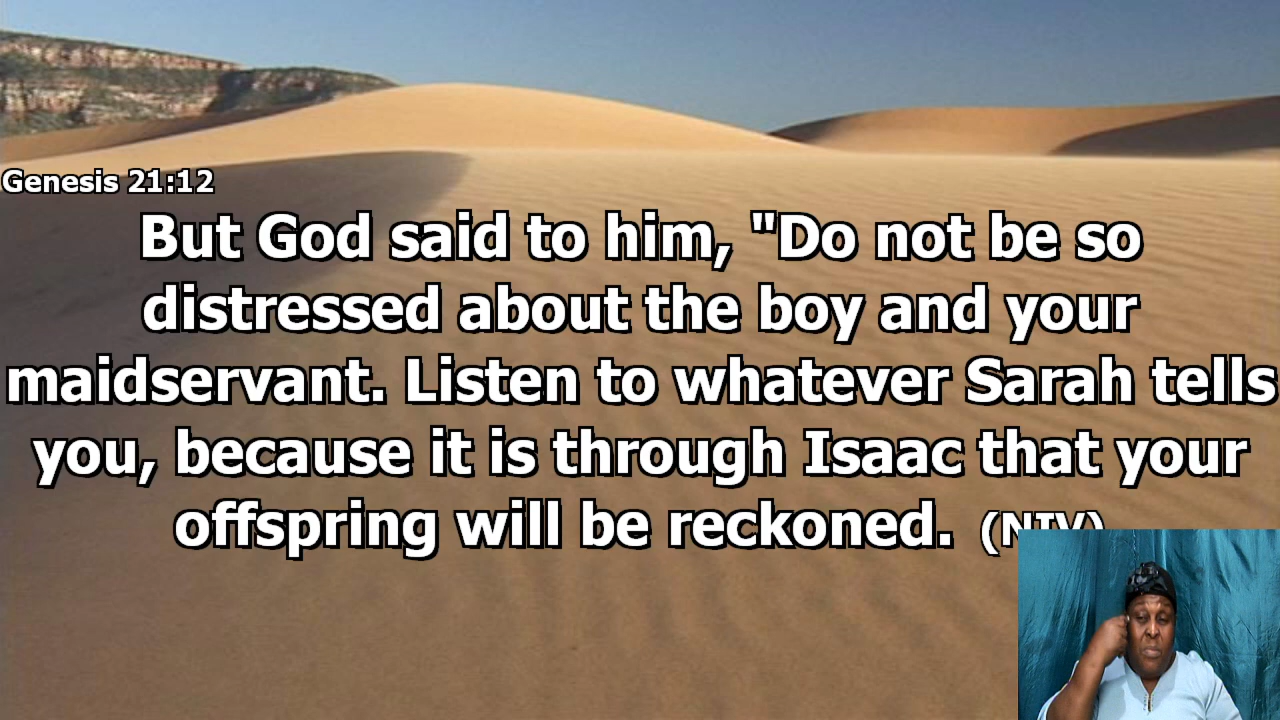 Genesis 21:12
But God said to him, "Do not be so
distressed about the boy and your
maidservant. Listen to whatever Sarah tells
you, because it is through Isaac that your
offspring will be reckoned. (NIV)